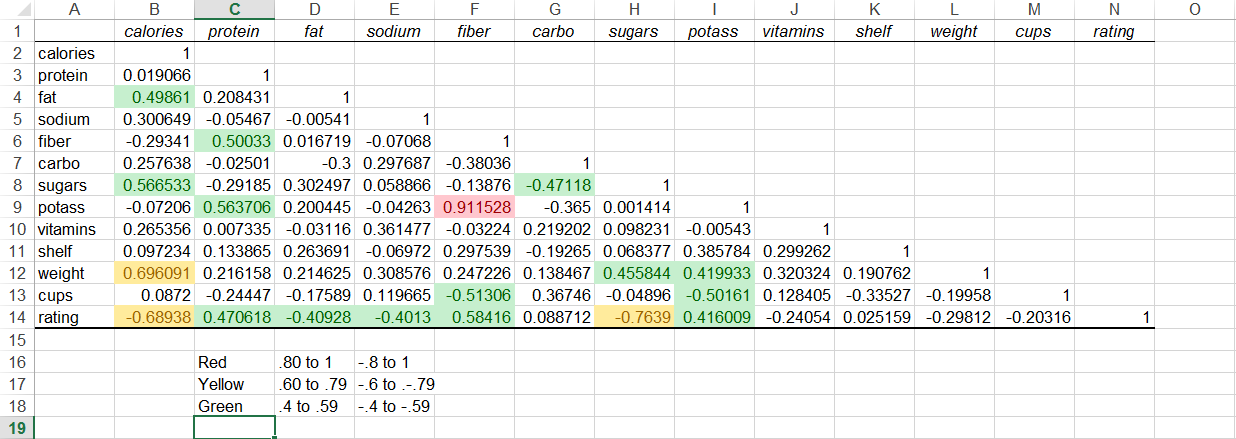 A B C D E F G H I J K L M N O
1 calories protein fat sodium fiber carbo sugars potass vitamins shelf weight cups rating
2 calories 1
3 protein 0.019066 1
4 fat 0.49861 0.208431 1
5 sodium 0.300649 -0.05467 -0.00541 1
6 fiber -0.29341 0.50033 0.016719 -0.07068 1
7 carbo 0.257638 -0.02501 -0.3 0.297687 -0.38036 1
8 sugars 0.566533 -0.29185 0.302497 0.058866 -0.13876 -0.47118 1
9 potass -0.07206 0.563706 0.200445 -0.04263 0.911528 -0.365 0.001414 1
10 vitamins 0.265356 0.007335 -0.03116 0.361477 -0.03224 0.219202 0.098231 -0.00543 1
11 shelf 0.097234 0.133865 0.263691 -0.06972 0.297539 -0.19265 0.068377 0.385784 0.299262 1
12 weight 0.696091 0.216158 0.214625 0.308576 0.247226 0.138467 0.455844 0.419933 0.320324 0.190762 1
13 cups 0.0872 -0.24447 -0.17589 0.119665 -0.51306 0.36746 -0.04896 -0.50161 0.128405 -0.33527 -0.19958 1
14 rating -0.68938 0.470618 -0.40928 -0.4013 0.58416 0.088712 -0.7639 0.416009 -0.24054 0.025159 -0.29812 -0.20316 1
15
16 Red .80 to 1 -.8 to 1
17 Yellow .60 to .79 -.6 to .-.79
18 Green .4 to .59 -.4 to -.59
19